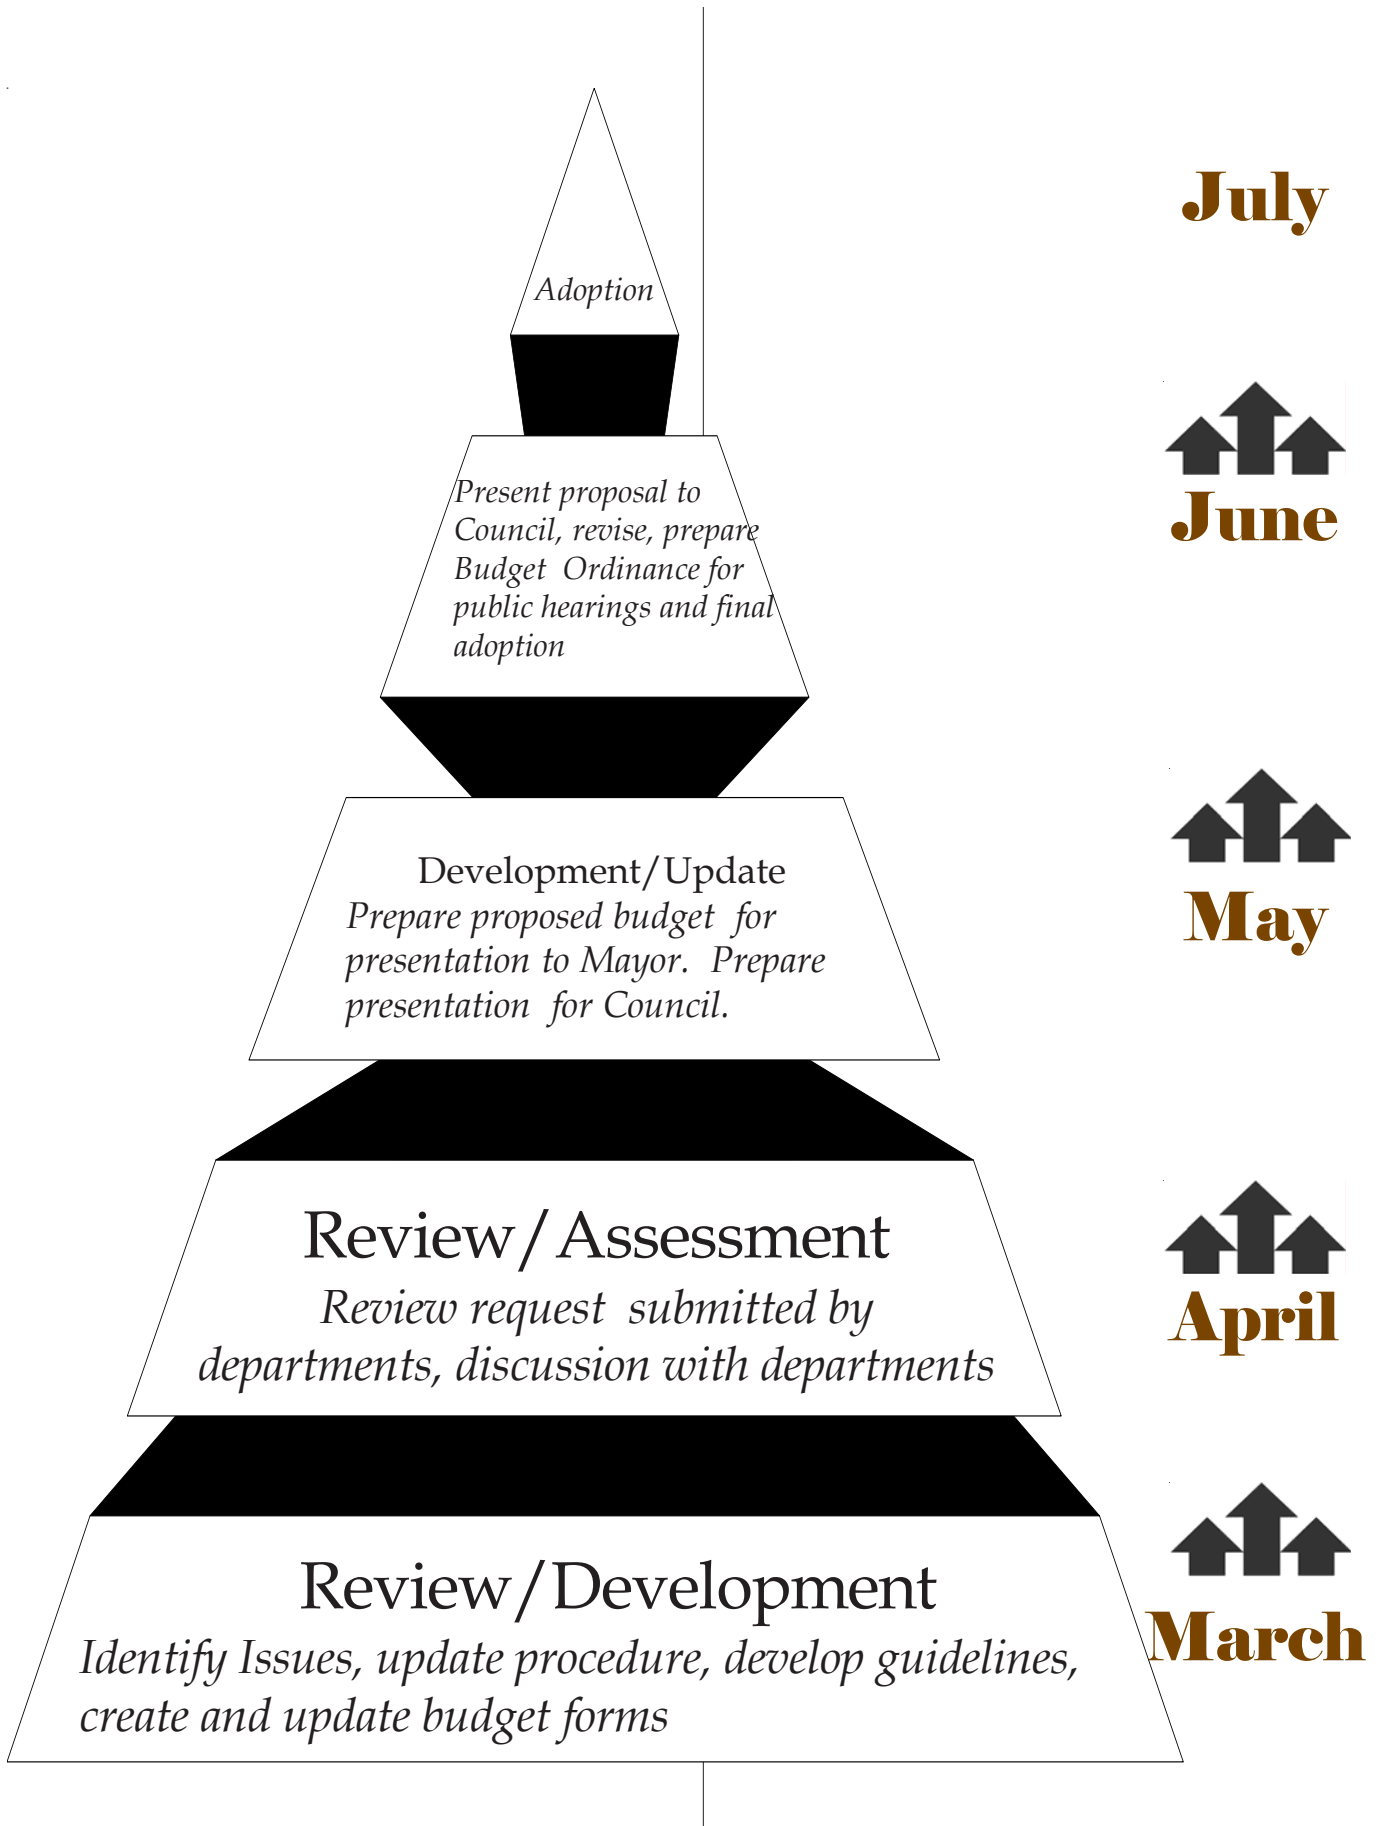 July
Adoption
June
Present proposal to
Council, revise, prepare
Budget Ordinance for
public hearings and final
adoption
May
Development/Update
Prepare proposed budget for
presentation to Mayor. Prepare
presentation for Council.
April
Review/Assessment
Review request submitted by
departments, discussion with departments
March
Review/Development
Identify Issues, update procedure, develop guidelines,
create and update budget forms